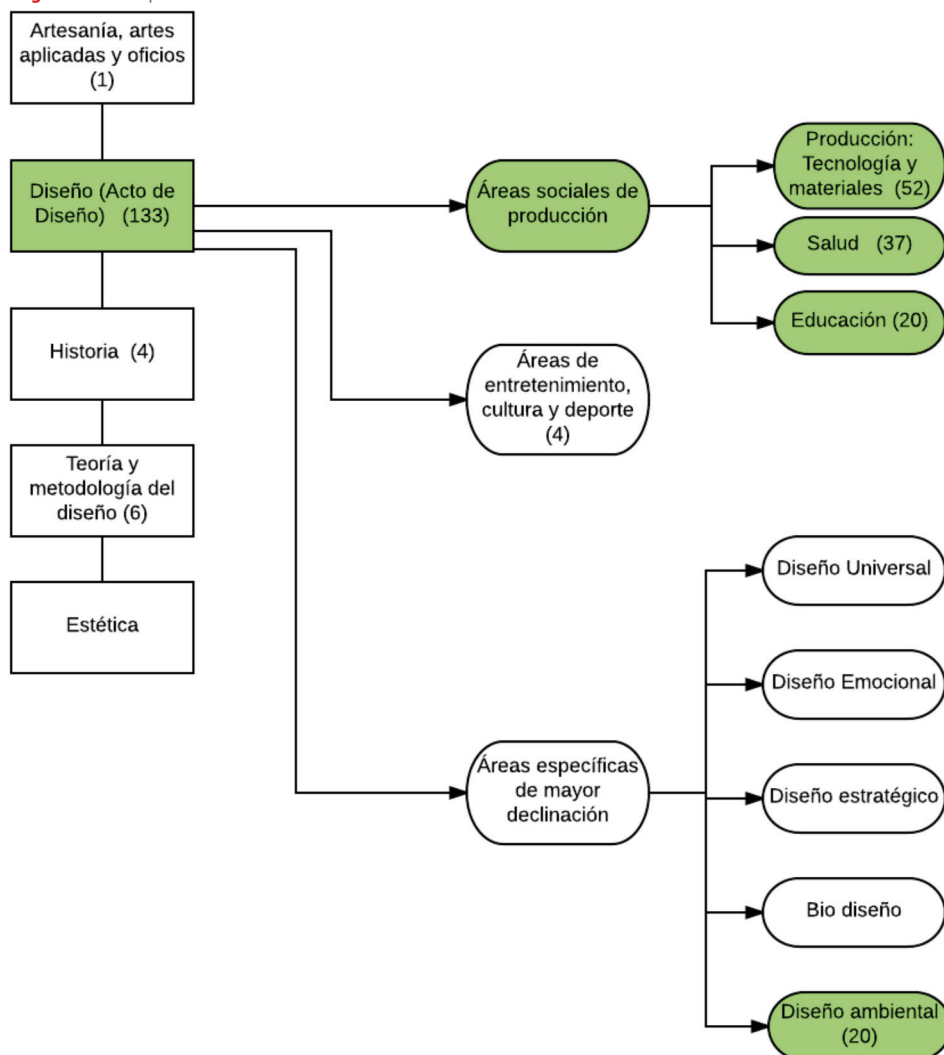 Artesanía, artes
aplicadas y oficios
(1)
Diseño (Acto de
Diseño) (133)
Historia (4)
Teoría y
metodología del
diseño (6)
Estética
Áreas sociales de
producción
Áreas de
entretenimiento,
cultura y deporte
(4)
Áreas específicas
de mayor
declinación
Producción:
Tecnología y
materiales (52)
Salud (37)
Educación (20)
Diseño Universal
Diseño Emocional
Diseño estratégico
Bio diseño
Diseño ambiental
(20)